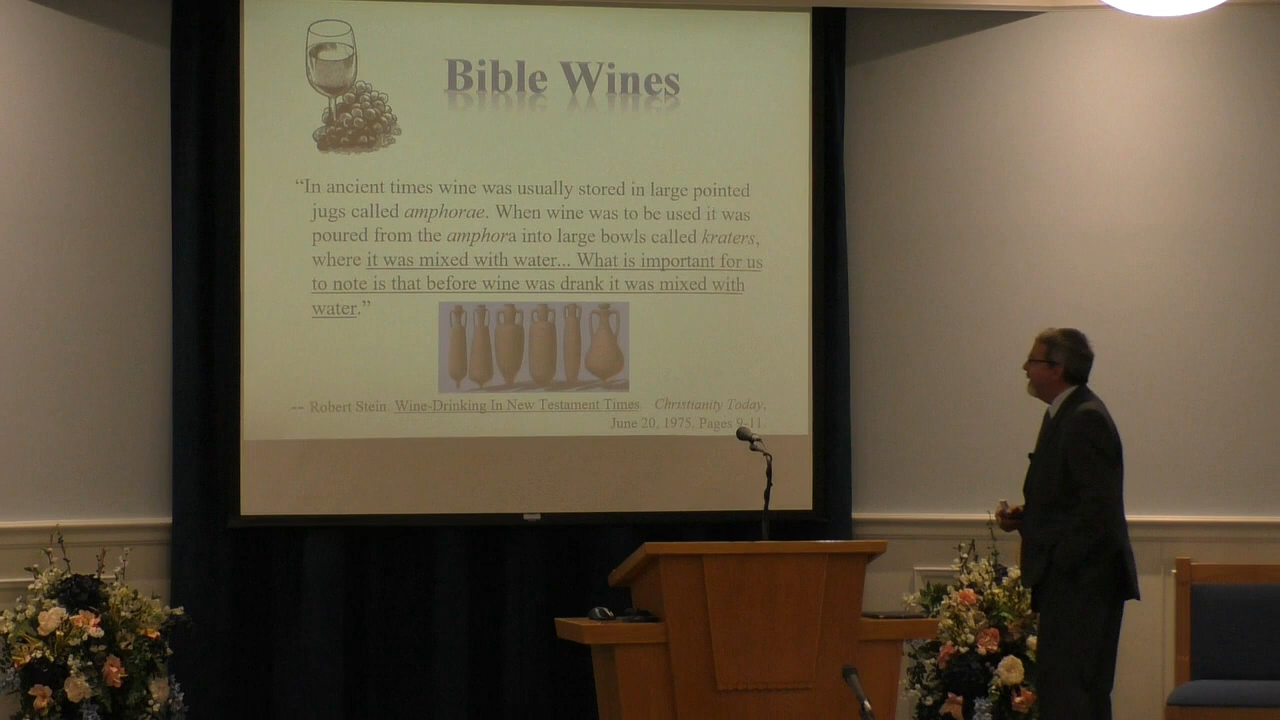 Bible Wines
“In ancient times wine was usually stored in large pointed
jugs called amphorae. When wine was to be used it was
poured from the amphora into large bowls called kraters,
where it was mixed with water... What is important for us
to note is that before wine was drank it was mixed with
water.”
-- Robert Stein. Wine-Drinking In New Testament Times. Christianity Today,
June 20, 1975. Pages 9-11.